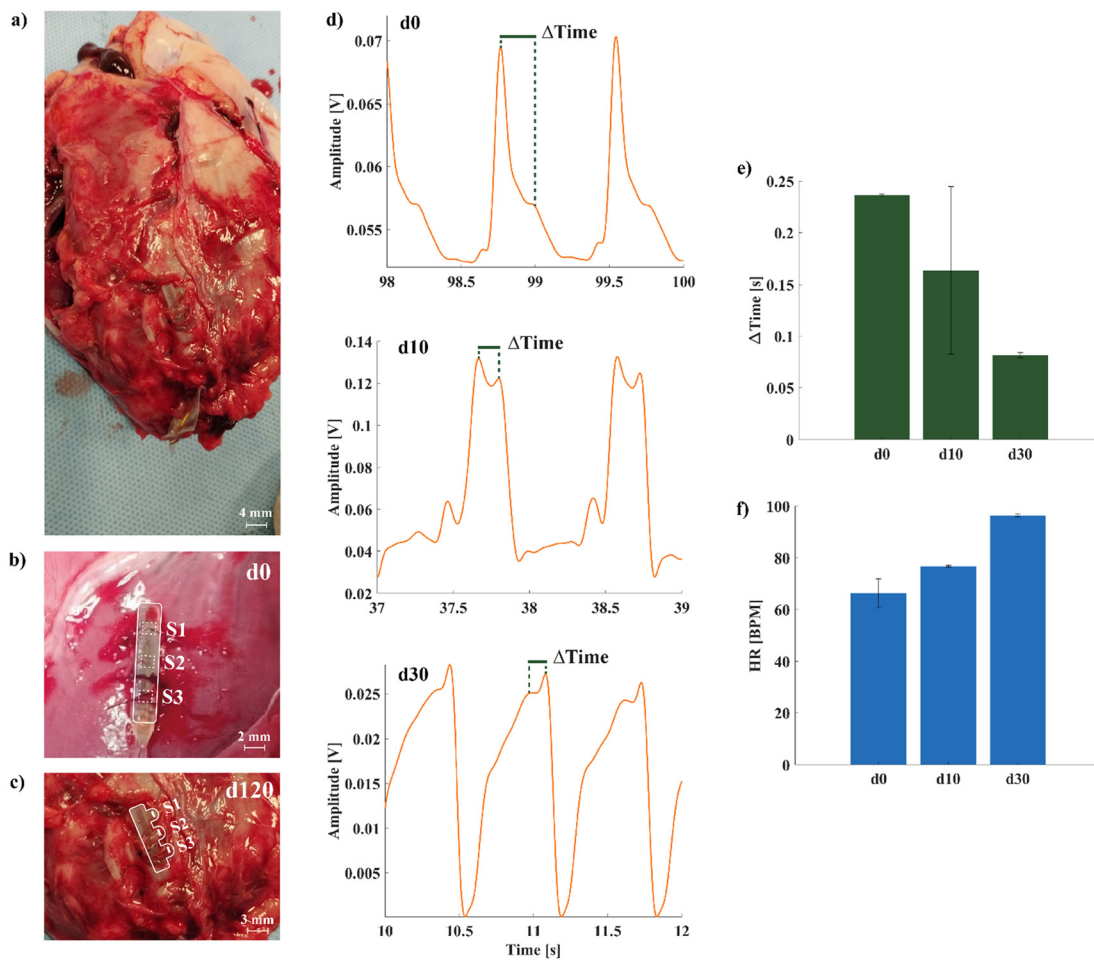 a)
4 mm
b)
d0
S1
S2
S3
2 mm
c)
d120
S1
S2
S3
3 mm
d)
d0
ΔTime
Amplitude [V]
0.07
0.065
0.06
0.055
98
98.5
99
99.5
100
d10
ΔTime
Amplitude [V]
0.14
0.12
0.1
0.08
0.06
0.04
0.02
37
37.5
38
38.5
39
d30
ΔTime
Amplitude [V]
0.025
0.02
0.015
0.01
0.005
10
10.5
11
11.5
12
Time [s]
e)
ΔTime [s]
0.25
0.2
0.15
0.1
0.05
0
d0
d10
d30
f)
HR [BPM]
100
80
60
40
20
0
d0
d10
d30